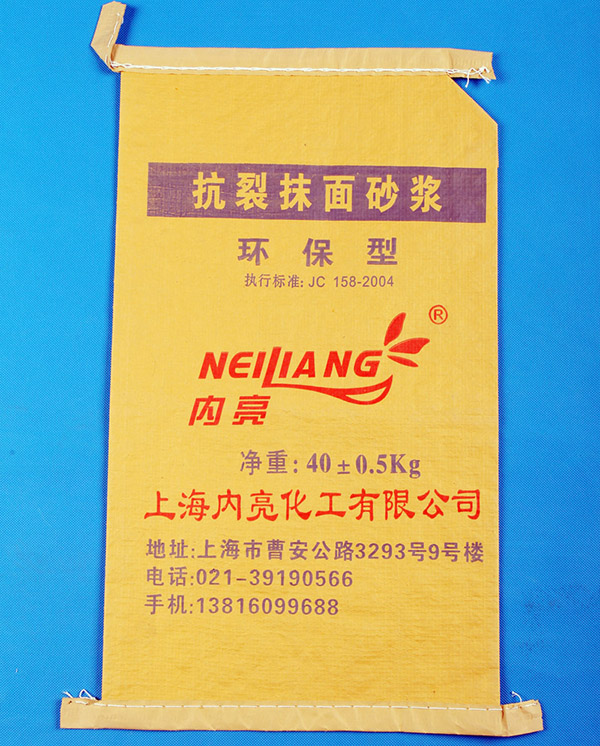 抗裂抹面砂浆
环保型
执行标准: JC 158-2004
®
NEILIANG
内亮
净重: 40±0.5Kg
上海内亮化工有限公司
地址:上海市曹安公路3293号9号楼
电话:021-39190566
手机:13816099688